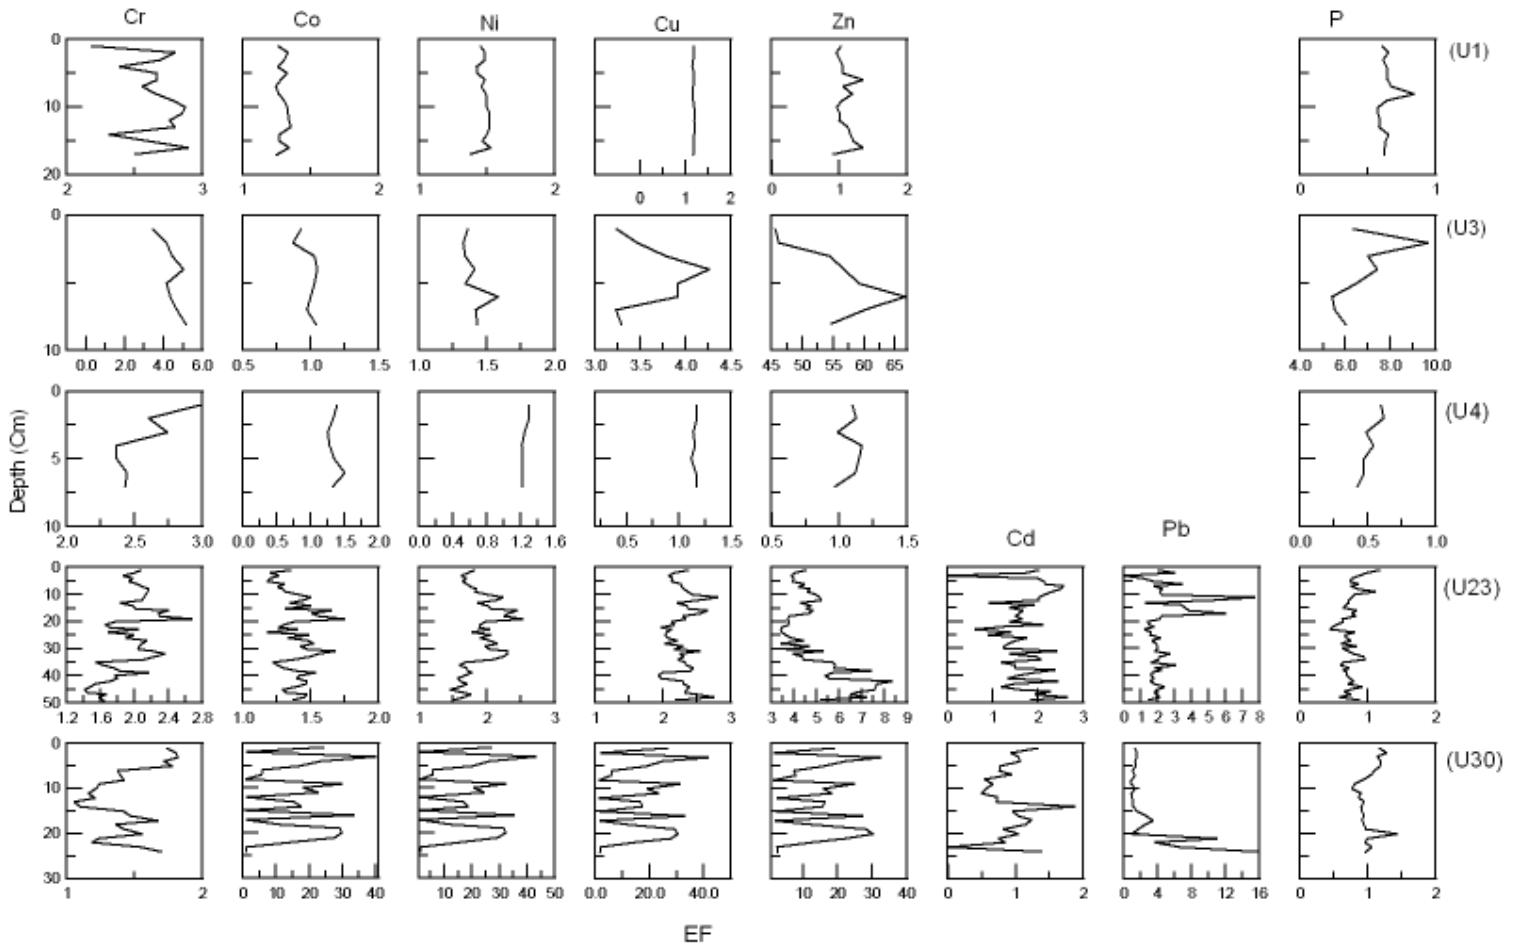 Cr Co Ni Cu Zn P
0 10 20 (U1)
2 3 1 2 1 2 0 1 2 0 1 2 0 1
0 10 (U3)
0.0 2.0 4.0 6.0 0.5 1.0 1.5 1.0 1.5 2.0 3.0 3.5 4.0 4.5 45 50 55 60 65 4.0 6.0 8.0 10.0
Depth (Cm)
0 5 10 (U4)
2.0 2.5 3.0 0.0 0.5 1.0 1.5 2.0 0.0 0.4 0.8 1.2 1.6 0.5 1.0 1.5 0.5 1.0 1.5 0.0 0.5 1.0
Cd Pb
0 10 20 30 40 50 (U23)
1.2 1.6 2.0 2.4 2.8 1.0 1.5 2.0 1 2 3 1 2 3 3 4 5 6 7 8 9 0 1 2 3 0 1 2 3 4 5 6 7 8 0 1 2
0 10 20 30 (U30)
1 2 0 10 20 30 40 0 10 20 30 40 50 0.0 20.0 40.0 10 20 30 40 0 1 2 0 4 8 12 16 0 1 2
EF